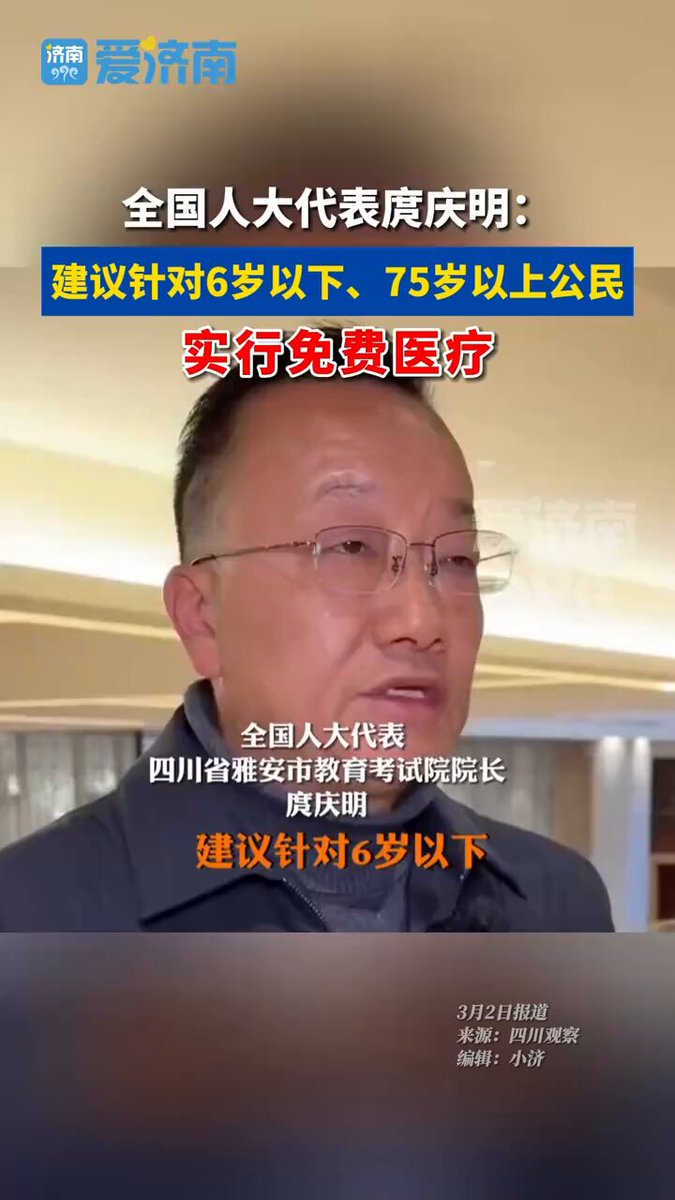 济南
爱济南
全国人大代表庹庆明：
建议针对6岁以下、75岁以上公民
实行免费医疗
爱济南
全国人大代表
四川省雅安市教育考试院院长
庹庆明
建议针对6岁以下
3月2日报道
来源：四川观察
编辑：小济